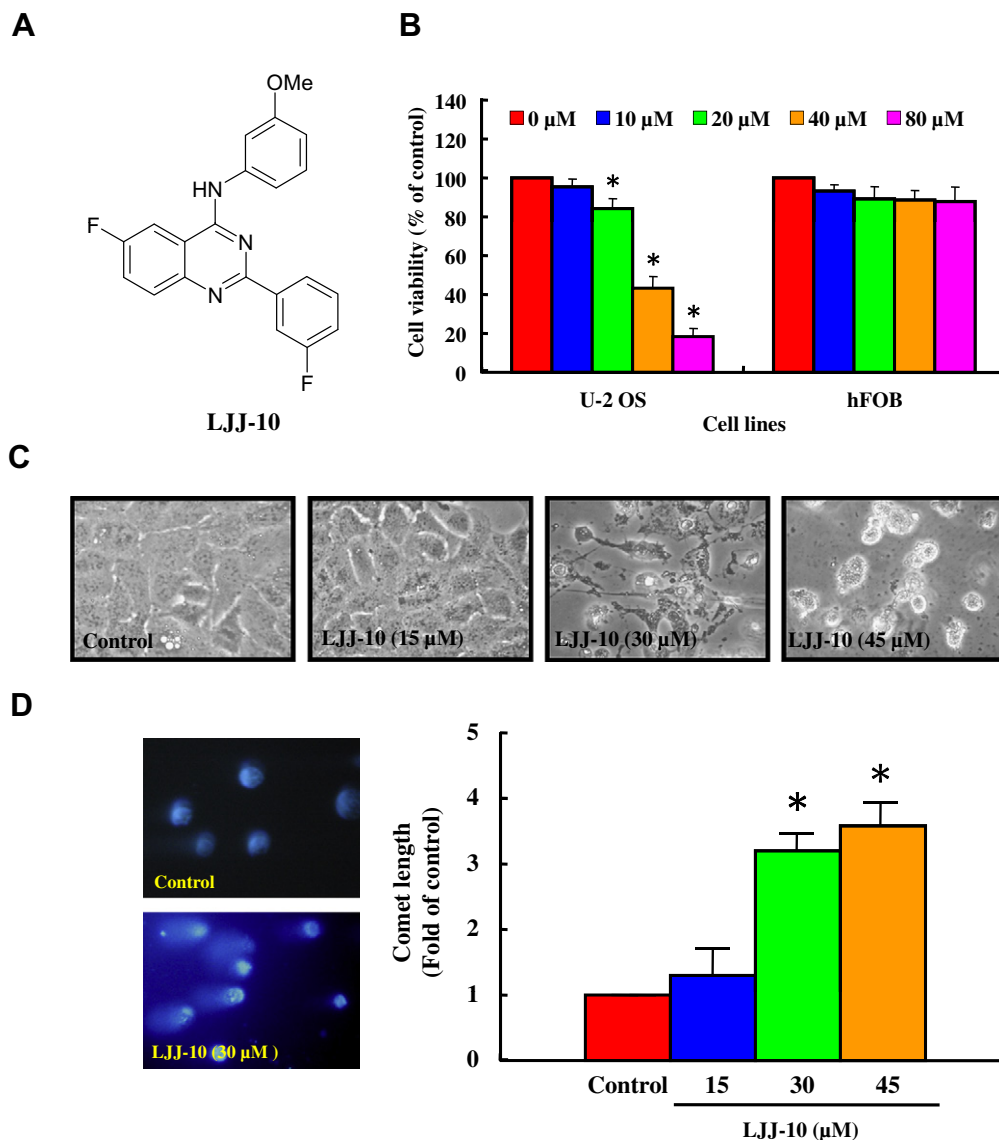 A
OMe
HN
F
N
N
F
LJJ-10
B
140
120
100
80
60
40
20
0
Cell viability (% of control)
0 µM 10 µM 20 µM 40 µM 80 µM
*
*
*
U-2 OS hFOB
Cell lines
C
Control
LJJ-10 (15 µM)
LJJ-10 (30 µM)
LJJ-10 (45 µM)
D
Control
LJJ-10 (30 µM )
5
4
3
2
1
0
Comet length
(Fold of control)
*
*
Control 15 30 45
LJJ-10 (µM)